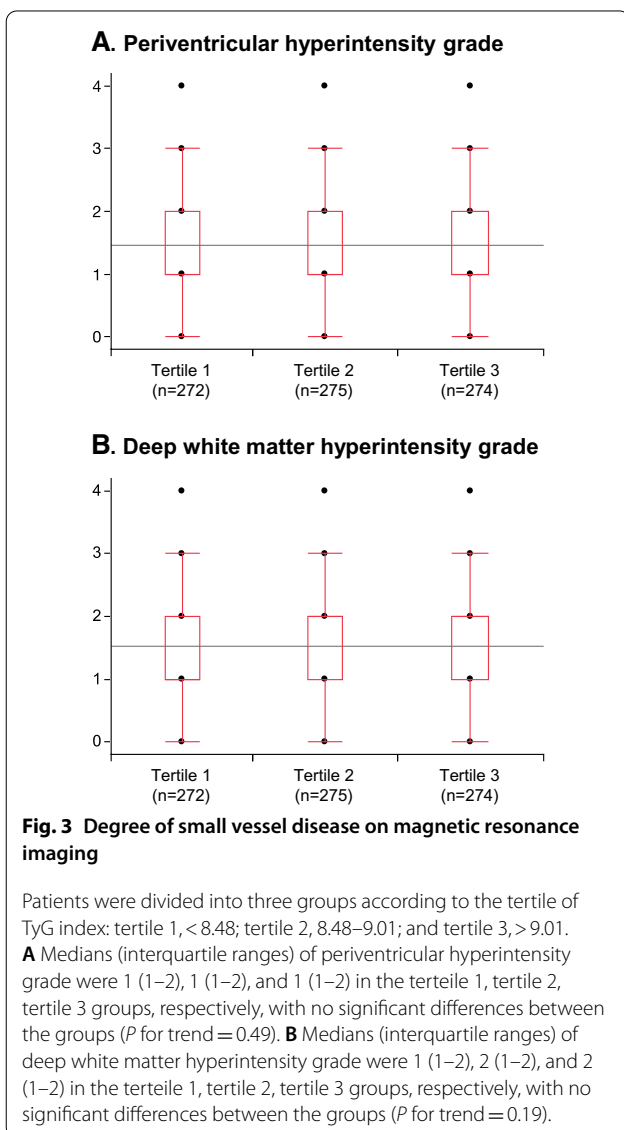 A. Periventricular hyperintensity grade
4
3
2
1
0
Tertile 1 Tertile 2 Tertile 3
(n=272) (n=275) (n=274)
B. Deep white matter hyperintensity grade
4
3
2
1
0
Tertile 1 Tertile 2 Tertile 3
(n=272) (n=275) (n=274)
Fig. 3 Degree of small vessel disease on magnetic resonance
imaging
Patients were divided into three groups according to the tertile of
TyG index: tertile 1, < 8.48; tertile 2, 8.48–9.01; and tertile 3, > 9.01.
A Medians (interquartile ranges) of periventricular hyperintensity
grade were 1 (1–2), 1 (1–2), and 1 (1–2) in the terteile 1, tertile 2,
tertile 3 groups, respectively, with no significant differences between
the groups (P for trend = 0.49). B Medians (interquartile ranges) of
deep white matter hyperintensity grade were 1 (1–2), 2 (1–2), and 2
(1–2) in the terteile 1, tertile 2, tertile 3 groups, respectively, with no
significant differences between the groups (P for trend = 0.19).